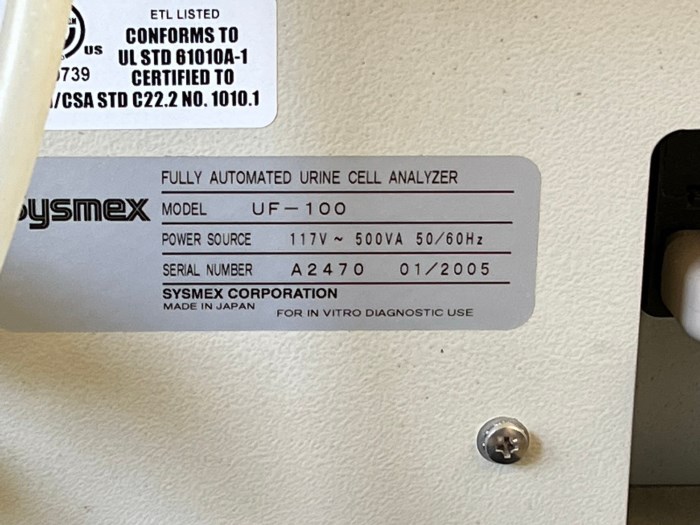 ETL LISTED
CONFORMS TO
US
UL STD 61010A-1
739
CERTIFIED TO
/CSA STD C22.2 NO. 1010.1
FULLY AUTOMATED URINE CELL ANALYZER
sysmex
MODEL UF-100
POWER SOURCE 117V ~ 500VA 50/60Hz
SERIAL NUMBER A2470 01/2005
SYSMEX CORPORATION
MADE IN JAPAN
FOR IN VITRO DIAGNOSTIC USE